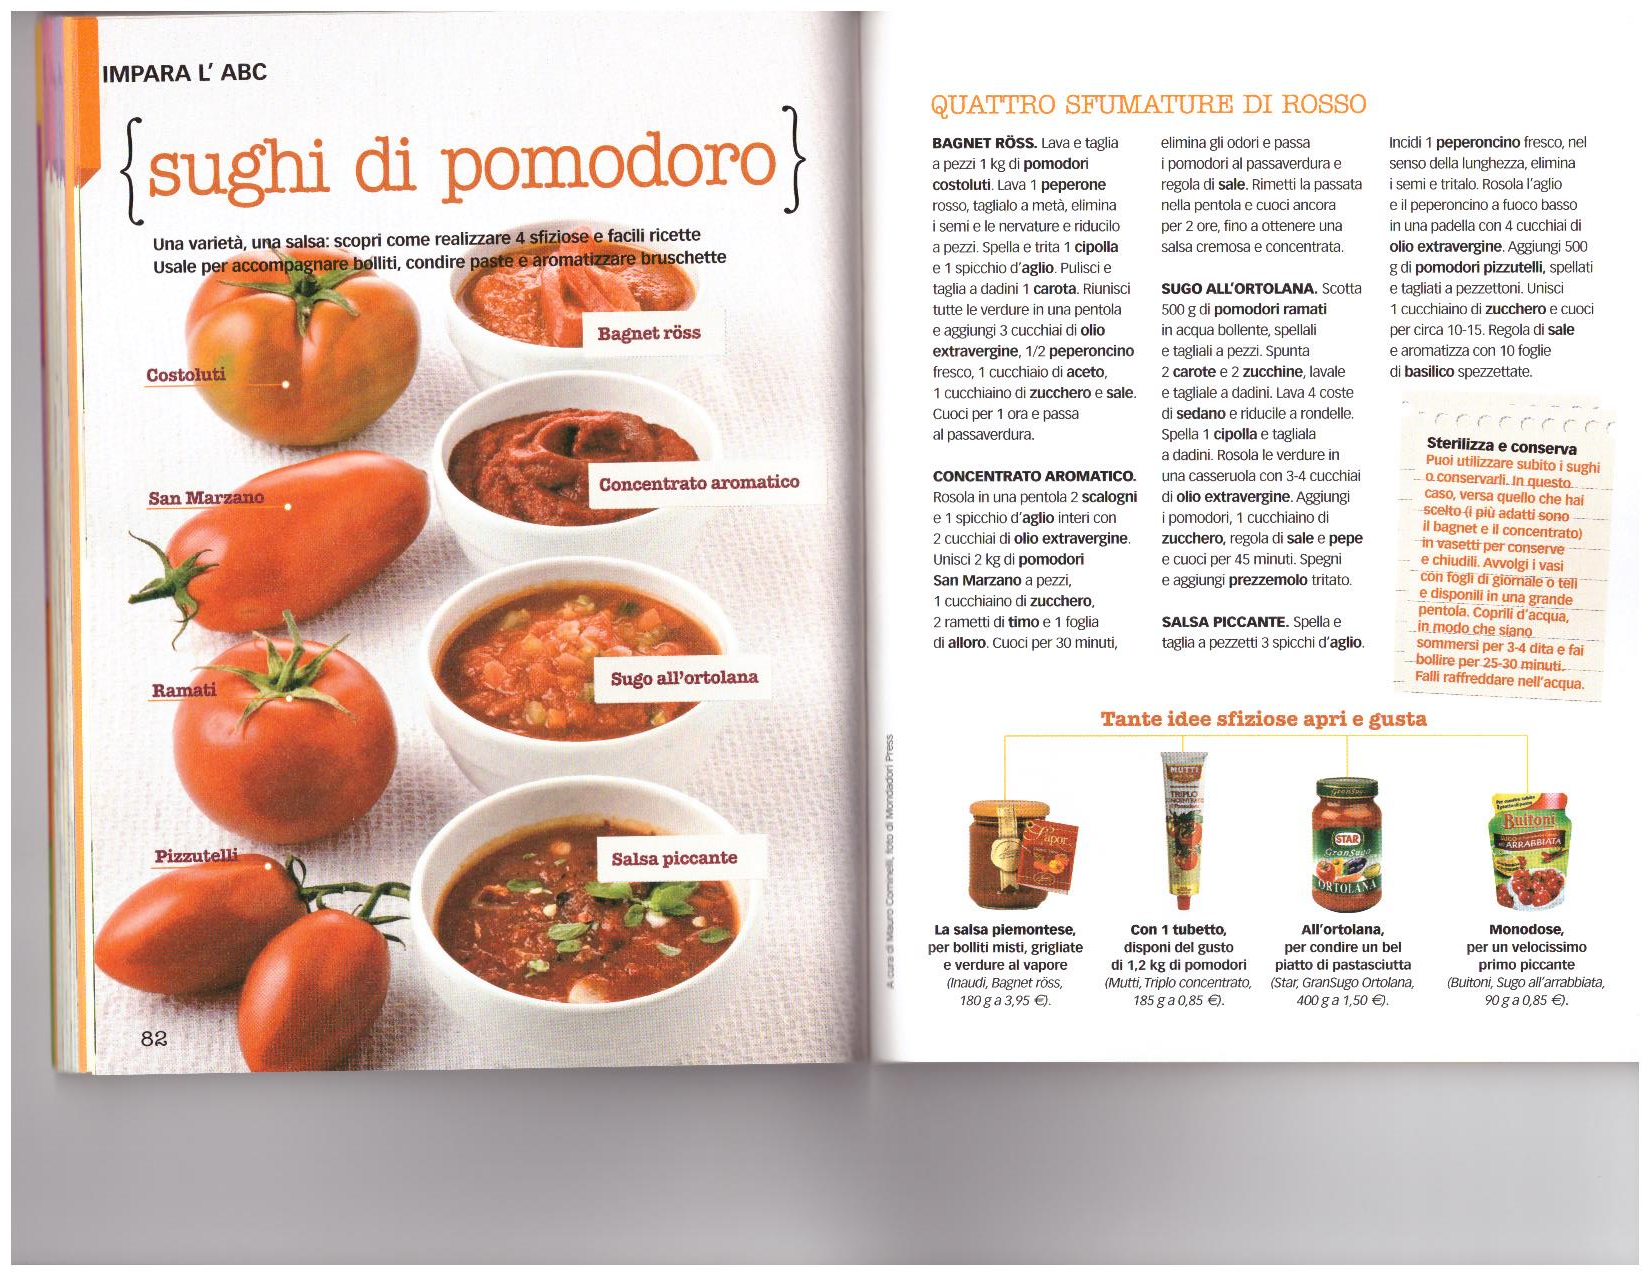 IMPARA L' ABC
{sughi di pomodoro}
Una varietà, una salsa: scopri come realizzare 4 sfiziose e facili ricette
Usale per accompagnare bolliti, condire paste e aromatizzare bruschette
Costoluti
Bagnet röss
San Marzano
Concentrato aromatico
Ramati
Sugo all'ortolana
Pizzutelli
Salsa piccante
82
QUATTRO SFUMATURE DI ROSSO
BAGNET RÖSS. Lava e taglia
a pezzi 1 kg di pomodori
costoluti. Lava 1 peperone
rosso, taglialo a metà, elimina
i semi e le nervature e riducilo
a pezzi. Spella e trita 1 cipolla
e 1 spicchio d'aglio. Pulisci e
taglia a dadini 1 carota. Riunisci
tutte le verdure in una pentola
e aggiungi 3 cucchiai di olio
extravergine, 1/2 peperoncino
fresco, 1 cucchiaio di aceto,
1 cucchiaino di zucchero e sale.
Cuoci per 1 ora e passa
al passaverdura.
CONCENTRATO AROMATICO.
Rosola in una pentola 2 scalogni
e 1 spicchio d'aglio interi con
2 cucchiai di olio extravergine.
Unisci 2 kg di pomodori
San Marzano a pezzi,
1 cucchiaino di zucchero,
2 rametti di timo e 1 foglia
di alloro. Cuoci per 30 minuti,
elimina gli odori e passa
i pomodori al passaverdura e
regola di sale. Rimetti la passata
nella pentola e cuoci ancora
per 2 ore, fino a ottenere una
salsa cremosa e concentrata.
SUGO ALL'ORTOLANA. Scotta
500 g di pomodori ramati
in acqua bollente, spellali
e tagliali a pezzi. Spunta
2 carote e 2 zucchine, lavale
e tagliale a dadini. Lava 4 coste
di sedano e riducile a rondelle.
Spella 1 cipolla e tagliala
a dadini. Rosola le verdure in
una casseruola con 3-4 cucchiai
di olio extravergine. Aggiungi
i pomodori, 1 cucchiaino di
zucchero, regola di sale e pepe
e cuoci per 45 minuti. Spegni
e aggiungi prezzemolo tritato.
SALSA PICCANTE. Spella e
taglia a pezzetti 3 spicchi d'aglio.
Incidi 1 peperoncino fresco, nel
senso della lunghezza, elimina
i semi e tritalo. Rosola l'aglio
e il peperoncino a fuoco basso
in una padella con 4 cucchiai di
olio extravergine. Aggiungi 500
g di pomodori pizzutelli, spellati
e tagliati a pezzettoni. Unisci
1 cucchiaino di zucchero e cuoci
per circa 10-15. Regola di sale
e aromatizza con 10 foglie
di basilico spezzettate.
Sterilizza e conserva
Puoi utilizzare subito i sughi
o conservarli. In questo
caso, versa quello che hai
scelto (i più adatti sono
il bagnet e il concentrato)
in vasetti per conserve
e chiudili. Avvolgi i vasi
con fogli di giornale o teli
e disponili in una grande
pentola. Coprili d'acqua,
in modo che siano
sommersi per 3-4 dita e fai
bollire per 25-30 minuti.
Falli raffreddare nell'acqua.
Tante idee sfiziose apri e gusta
MUTTI
TRIPLO
STAR
GranSugo
ORTOLANA
Buitoni
ARRABBIATA
La salsa piemontese,
per bolliti misti, grigliate
e verdure al vapore
(Inaudi, Bagnet röss,
180 g a 3,95 €).
Con 1 tubetto,
disponi del gusto
di 1,2 kg di pomodori
(Mutti, Triplo concentrato,
185 g a 0,85 €).
All'ortolana,
per condire un bel
piatto di pastasciutta
(Star, GranSugo Ortolana,
400 g a 1,50 €).
Monodose,
per un velocissimo
primo piccante
(Buitoni, Sugo all'arrabbiata,
90 g a 0,85 €).
A cura di Mauro Cominelli, foto di Mondadori Press